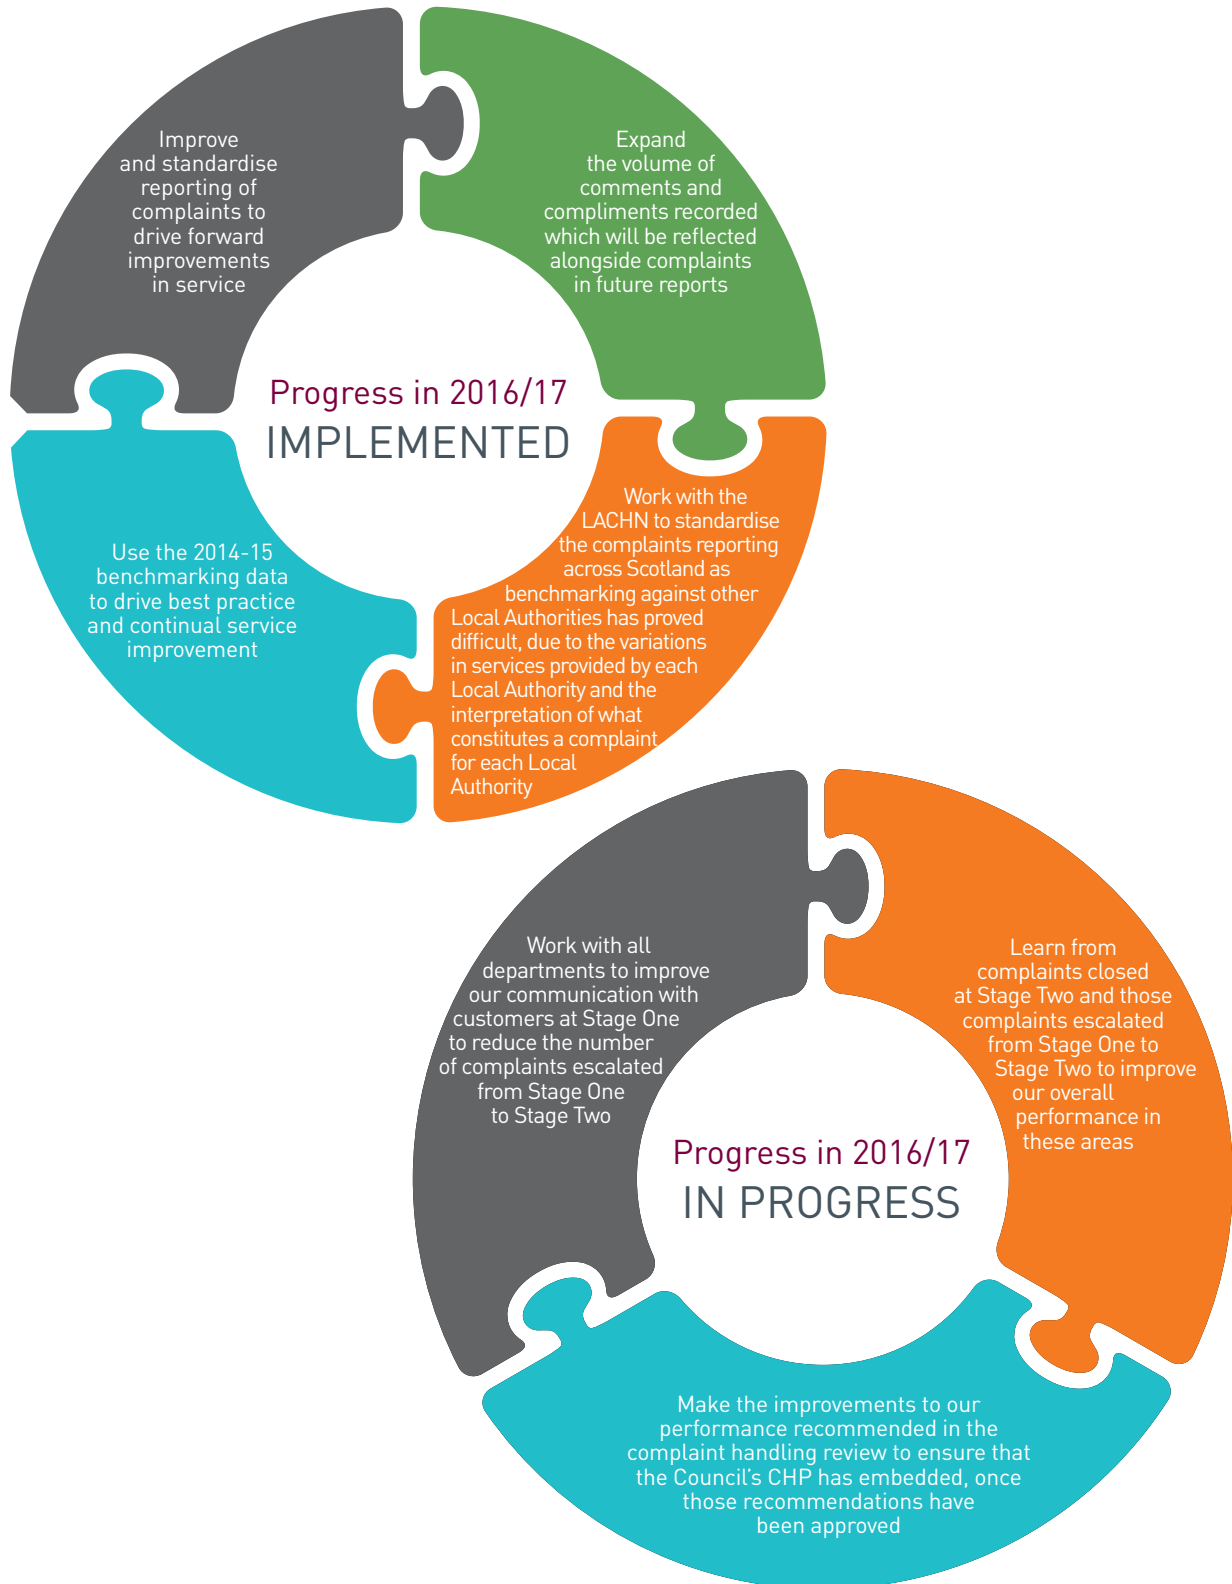 Improve
and standardise
reporting of
complaints to
drive forward
improvements
in service
Expand
the volume of
comments and
compliments recorded
which will be reflected
alongside complaints
in future reports
Progress in 2016/17
IMPLEMENTED
Use the 2014-15
benchmarking data
to drive best practice
and continual service
improvement
Work with the
LACHN to standardise
the complaints reporting
across Scotland as
benchmarking against other
Local Authorities has proved
difficult, due to the variations
in services provided by each
Local Authority and the
interpretation of what
constitutes a complaint
for each Local
Authority
Work with all
departments to improve
our communication with
customers at Stage One
to reduce the number
of complaints escalated
from Stage One
to Stage Two
Learn from
complaints closed
at Stage Two and those
complaints escalated
from Stage One to
Stage Two to improve
our overall
performance in
these areas
Progress in 2016/17
IN PROGRESS
Make the improvements to our
performance recommended in the
complaint handling review to ensure that
the Council's CHP has embedded, once
those recommendations have
been approved